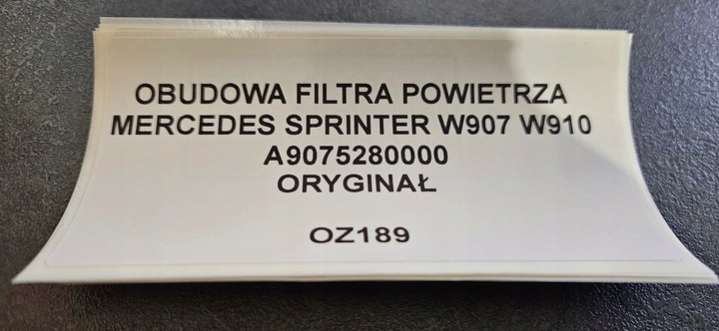 OBUDOWA FILTRA POWIETRZA
MERCEDES SPRINTER W907 W910
A9075280000
ORYGINAŁ
OZ189